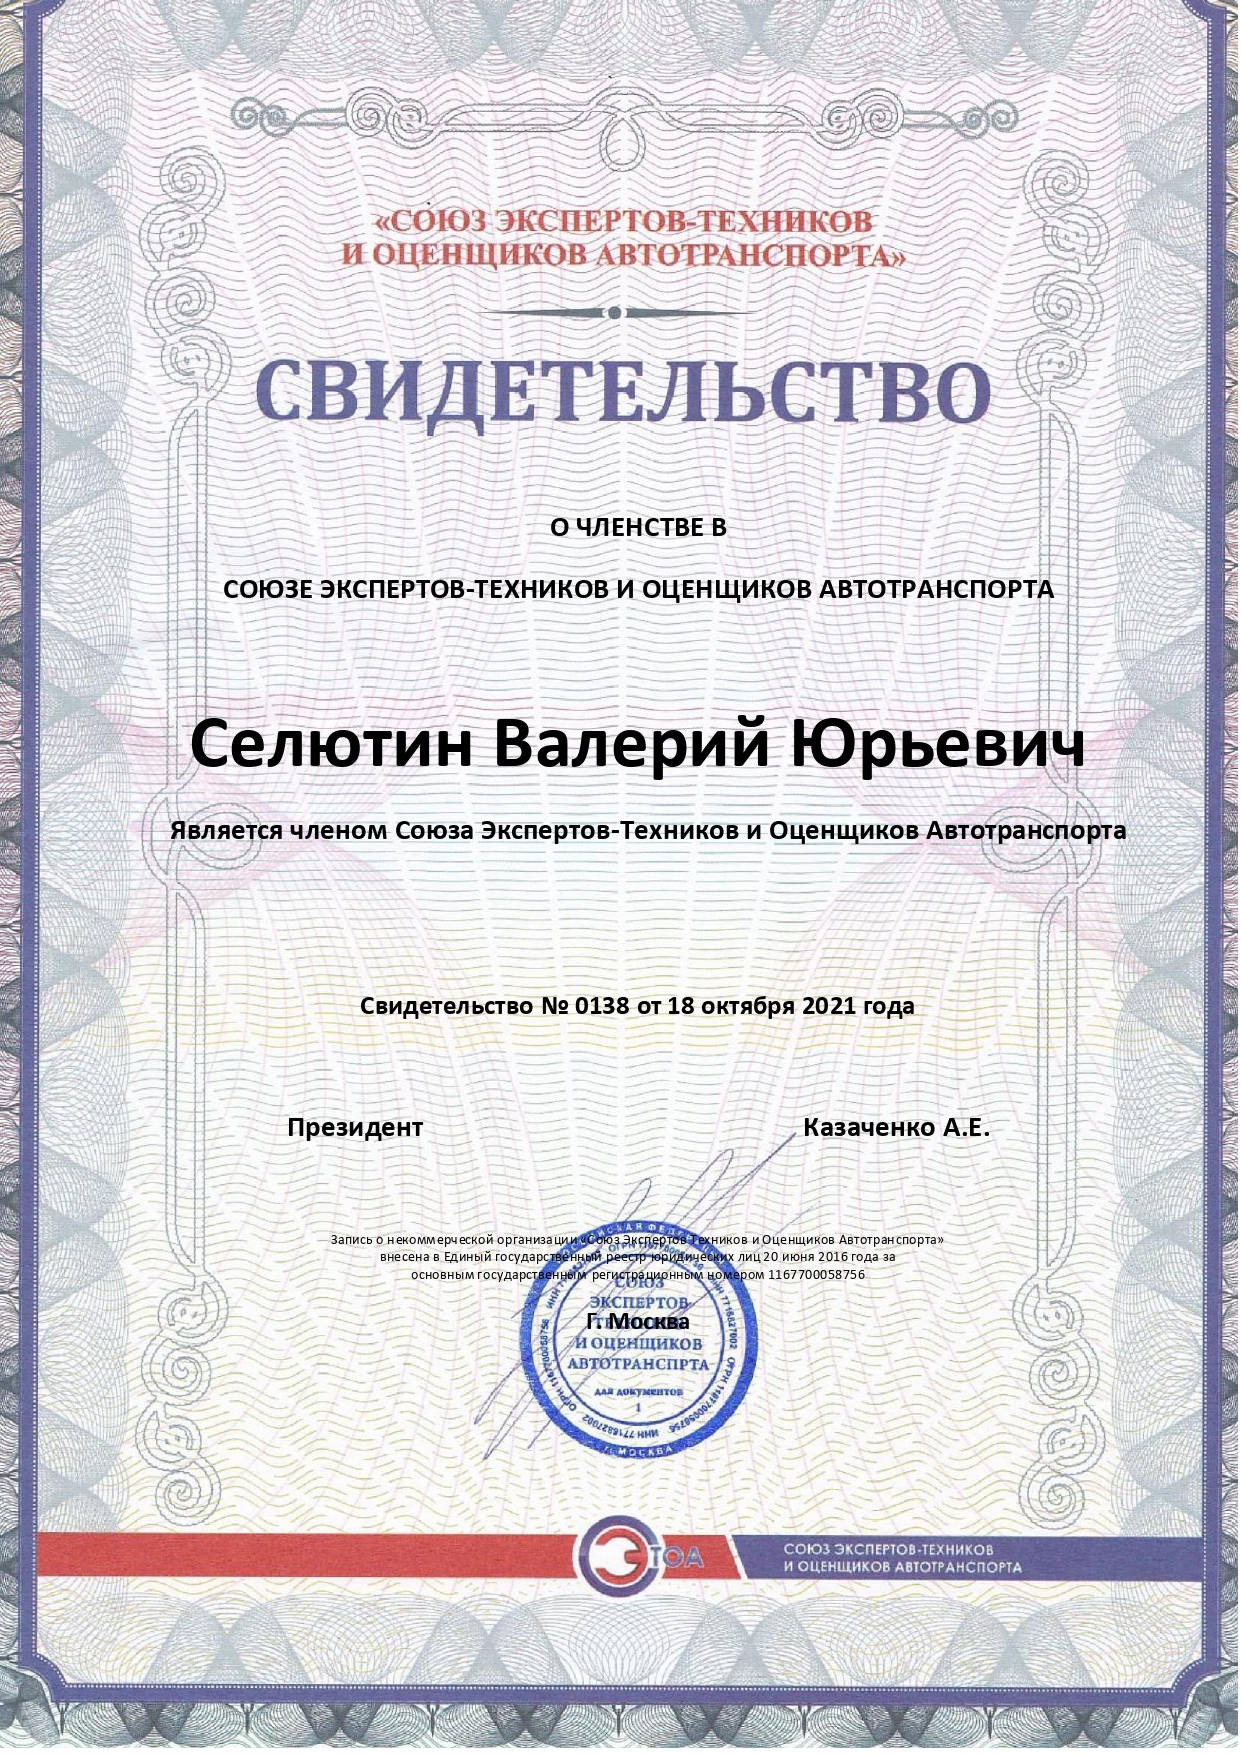 «СОЮЗ ЭКСПЕРТОВ-ТЕХНИКОВ
И ОЦЕНЩИКОВ АВТОТРАНСПОРТА»
СВИДЕТЕЛЬСТВО
О ЧЛЕНСТВЕ В
СОЮЗЕ ЭКСПЕРТОВ-ТЕХНИКОВ И ОЦЕНЩИКОВ АВТОТРАНСПОРТА
Селютин Валерий Юрьевич
Является членом Союза Экспертов-Техников и Оценщиков Автотранспорта
Свидетельство № 0138 от 18 октября 2021 года
Президент Казаченко А.Е.
Запись о некоммерческой организации «Союз Экспертов Техников и Оценщиков Автотранспорта»
внесена в Единый государственный реестр юридических лиц 20 июня 2016 года за
основным государственным регистрационным номером 1167700058756
Г. Москва
СОЮЗ
ЭКСПЕРТОВ
И ОЦЕНЩИКОВ
АВТОТРАНСПРТА
ДЛЯ ДОКУМЕНТОВ
1
ОГРН 1167700058756 ИНН 7716827002
Г. МОСКВА
ЭТОА
СОЮЗ ЭКСПЕРТОВ-ТЕХНИКОВ
И ОЦЕНЩИКОВ АВТОТРАНСПОРТА